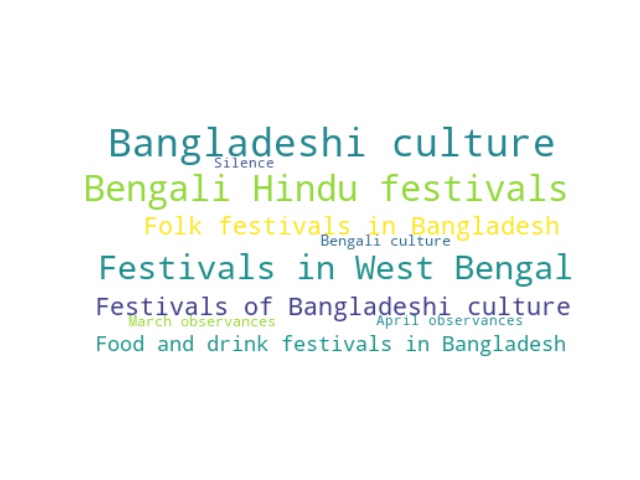 Bangladeshi culture
Silence
Bengali Hindu festivals
Folk festivals in Bangladesh
Bengali culture
Festivals in West Bengal
Festivals of Bangladeshi culture
March observances
April observances
Food and drink festivals in Bangladesh